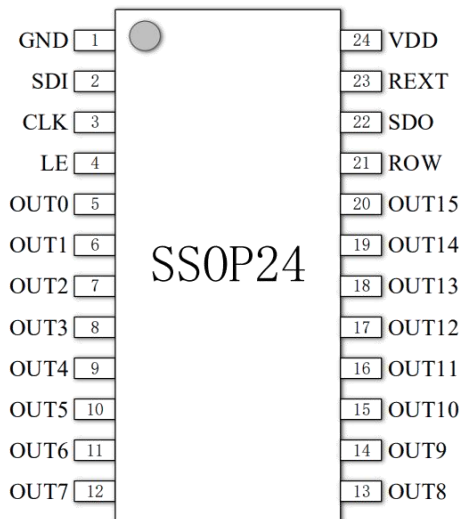 GND 1 24 VDD
SDI 2 23 REXT
CLK 3 22 SDO
LE 4 21 ROW
OUT0 5 20 OUT15
OUT1 6 19 OUT14
SSOP24
OUT2 7 18 OUT13
OUT3 8 17 OUT12
OUT4 9 16 OUT11
OUT5 10 15 OUT10
OUT6 11 14 OUT9
OUT7 12 13 OUT8